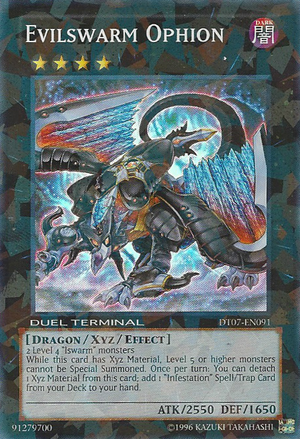 EVILSWARM OPHION
DARK
闇
DUEL TERMINAL
DT07-EN091
[Dragon / Xyz / Effect]
2 Level 4 "lswarm" monsters
While this card has Xyz Material, Level 5 or higher monsters
cannot be Special Summoned. Once per turn: You can detach
1 Xyz Material from this card; add 1 "Infestation" Spell/Trap Card
from your Deck to your hand.
ATK/2550 DEF/1650
91279700
©1996 KAZUKI TAKAHASHI